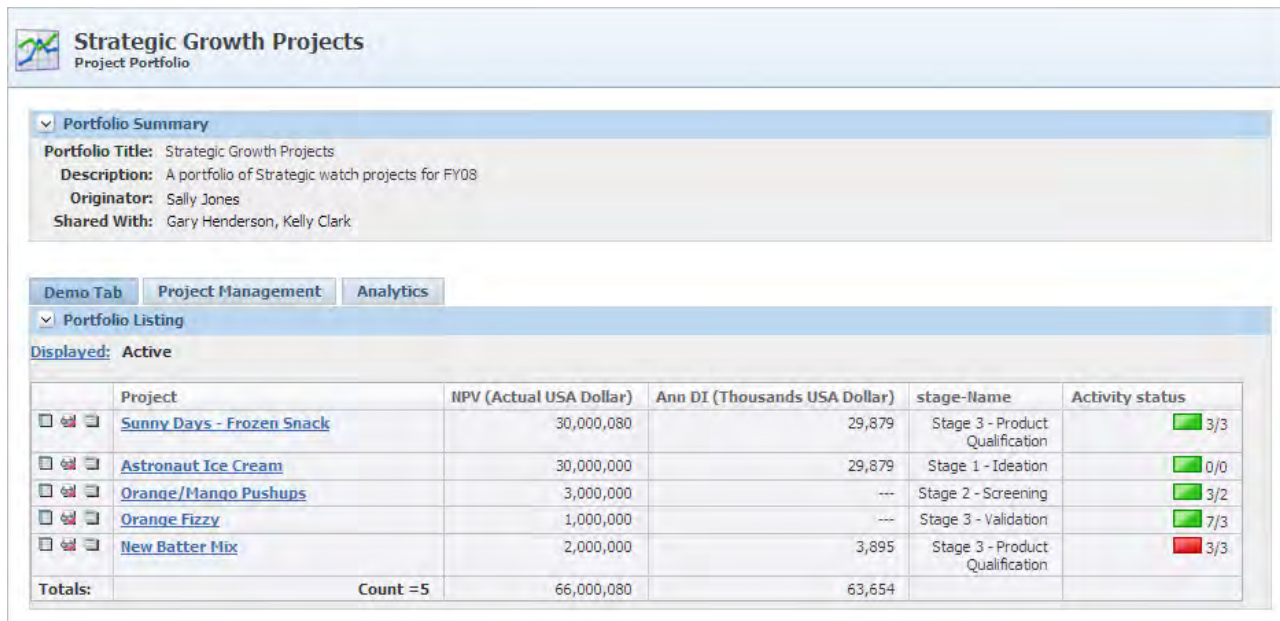 Strategic Growth Projects
Project Portfolio
Portfolio Summary
Portfolio Title: Strategic Growth Projects
Description: A portfolio of Strategic watch projects for FY08
Originator: Sally Jones
Shared With: Gary Henderson, Kelly Clark
Demo Tab Project Management Analytics
Portfolio Listing
Displayed: Active
Project NPV (Actual USA Dollar) Ann DI (Thousands USA Dollar) stage-Name Activity status
Sunny Days - Frozen Snack 30,000,080 29,879 Stage 3 - Product 3/3
Qualification
Astronaut Ice Cream 30,000,000 29,879 Stage 1 - Ideation 0/0
Orange/Mango Pushups 3,000,000 --- Stage 2 - Screening 3/2
Orange Fizzy 1,000,000 --- Stage 3 - Validation 7/3
New Batter Mix 2,000,000 3,895 Stage 3 - Product 3/3
Qualification
Totals: Count =5 66,000,080 63,654